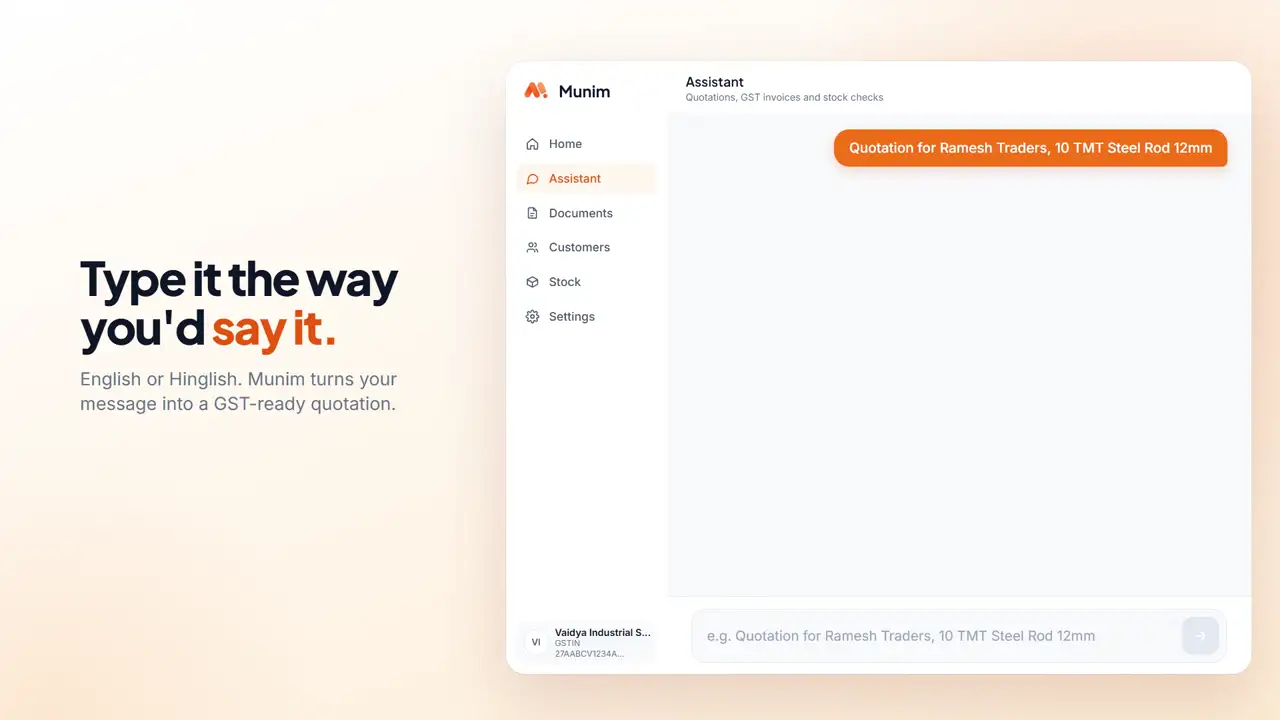 Type it the way
you'd say it.
English or Hinglish. Munim turns your
message into a GST-ready quotation.
Munim
Home
Assistant
Documents
Customers
Stock
Settings
VI
Vaidya Industrial S...
GSTIN
27AABCV1234A...
Assistant
Quotations, GST invoices and stock checks
Quotation for Ramesh Traders, 10 TMT Steel Rod 12mm
e.g. Quotation for Ramesh Traders, 10 TMT Steel Rod 12mm